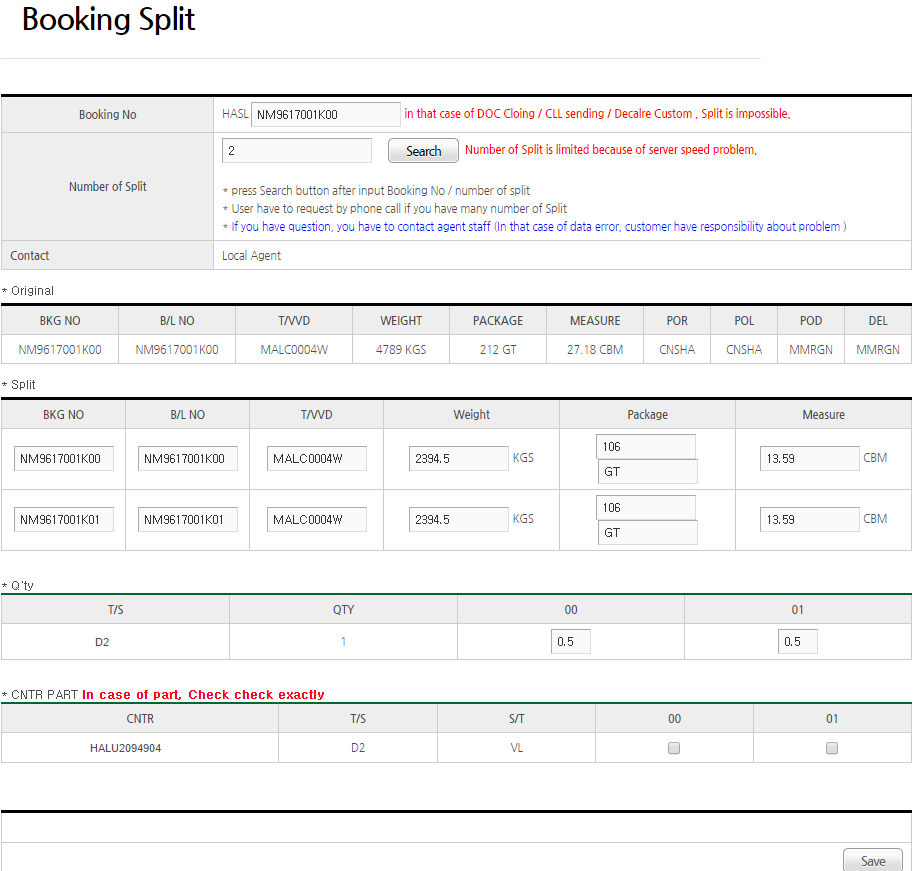 Booking Split
Booking No HASL NM9617001K00 in that case of DOC Cloing / CLL sending / Decalre Custom , Split is impossible,
2 Search Number of Split is limited because of server speed problem,
Number of Split
* press Search button after input Booking No / number of split
* User have to request by phone call if you have many number of Split
* If you have question, you have to contact agent staff (In that case of data error, customer have responsibility about problem )
Contact Local Agent
* Original
BKG NO B/L NO T/VVD WEIGHT PACKAGE MEASURE POR POL POD DEL
NM9617001K00 NM9617001K00 MALC0004W 4789 KGS 212 GT 27.18 CBM CNSHA CNSHA MMRGN MMRGN
* Split
BKG NO B/L NO T/VVD Weight Package Measure
NM9617001K00 NM9617001K00 MALC0004W 2394.5 KGS 106 GT 13.59 CBM
NM9617001K01 NM9617001K01 MALC0004W 2394.5 KGS 106 GT 13.59 CBM
* Q'ty
T/S QTY 00 01
D2 1 0.5 0.5
* CNTR PART In case of part, Check check exactly
CNTR T/S S/T 00 01
HALU2094904 D2 VL
Save